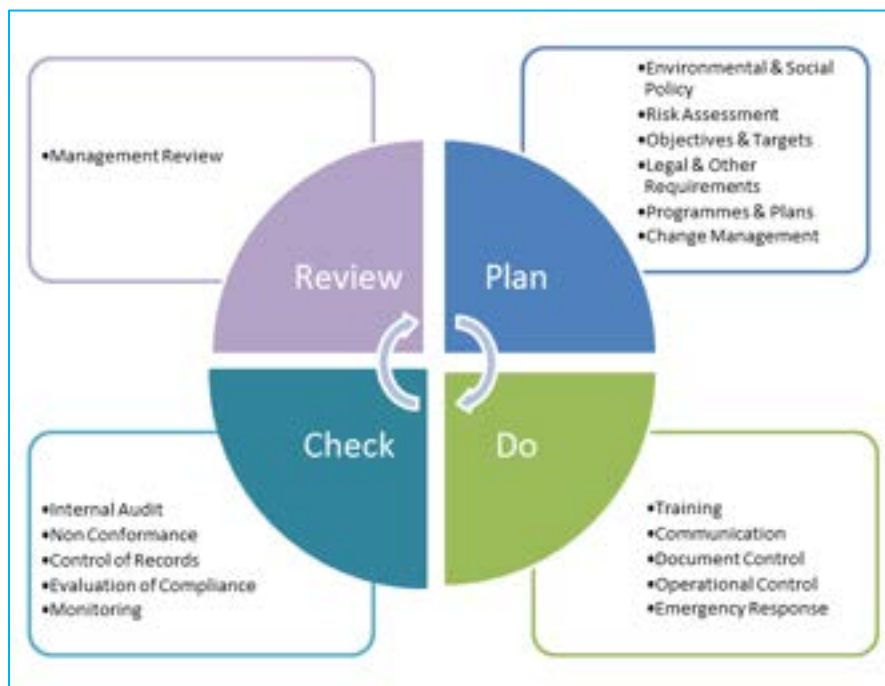 •Management Review
•Environmental & Social
Policy
•Risk Assessment
•Objectives & Targets
•Legal & Other
Requirements
•Programmes & Plans
•Change Management
Review
Plan
Check
Do
•Internal Audit
•Non Conformance
•Control of Records
•Evaluation of Compliance
•Monitoring
•Training
•Communication
•Document Control
•Operational Control
•Emergency Response